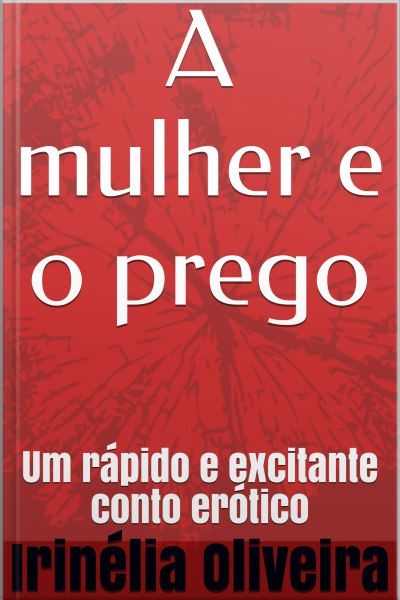 A
mulher e
o prego
Um rápido e excitante
conto erótico
Irinélia Oliveira